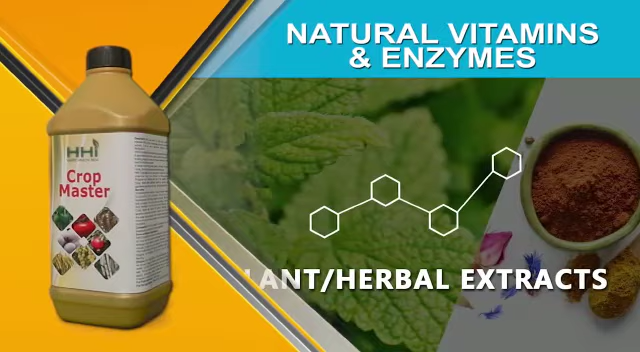 NATURAL VITAMINS
& ENZYMES
HHI
Crop
Master
LANT/HERBAL EXTRACTS